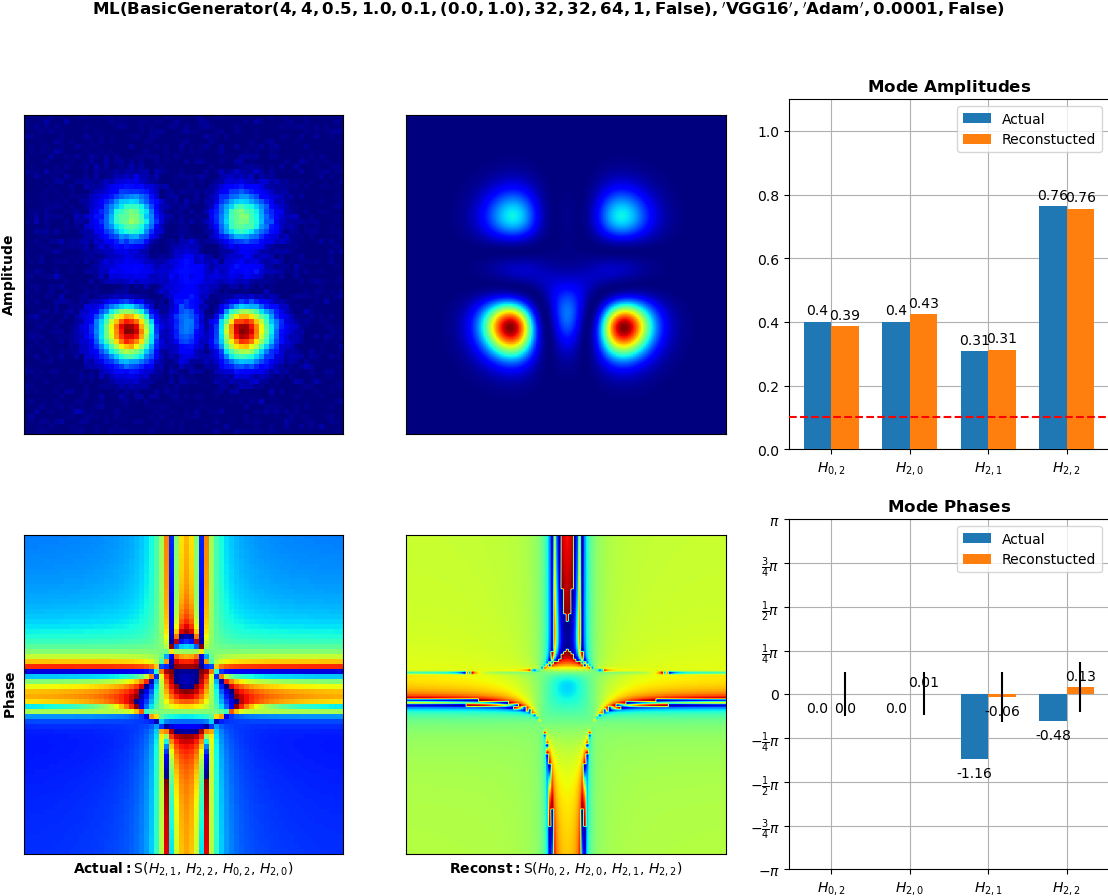 ML(BasicGenerator(4, 4, 0.5, 1.0, 0.1, (0.0, 1.0), 32, 32, 64, 1, False), ′VGG16′, ′Adam′, 0.0001, False)
Amplitude
Mode Amplitudes
Actual
Reconstucted
1.0
0.8
0.6
0.4
0.2
0.0
0.4 0.39
0.4 0.43
0.31 0.31
0.76 0.76
H0,2 H2,0 H2,1 H2,2
Phase
Actual: S(H2,1, H2,2, H0,2, H2,0)
Reconst: S(H0,2, H2,0, H2,1, H2,2)
Mode Phases
Actual
Reconstucted
π
3/4π
1/2π
1/4π
0
−1/4π
−1/2π
−3/4π
−π
0.0 0.0
0.0 0.01
-1.16 -0.06
-0.48 0.13
H0,2 H2,0 H2,1 H2,2